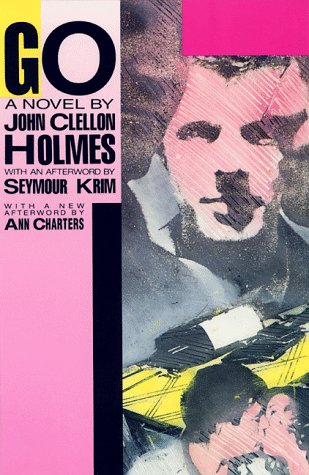 GO
A NOVEL BY
JOHN CLELLON
HOLMES
WITH AN AFTERWORD BY
SEYMOUR KRIM
WITH A NEW
AFTERWORD BY
ANN CHARTERS